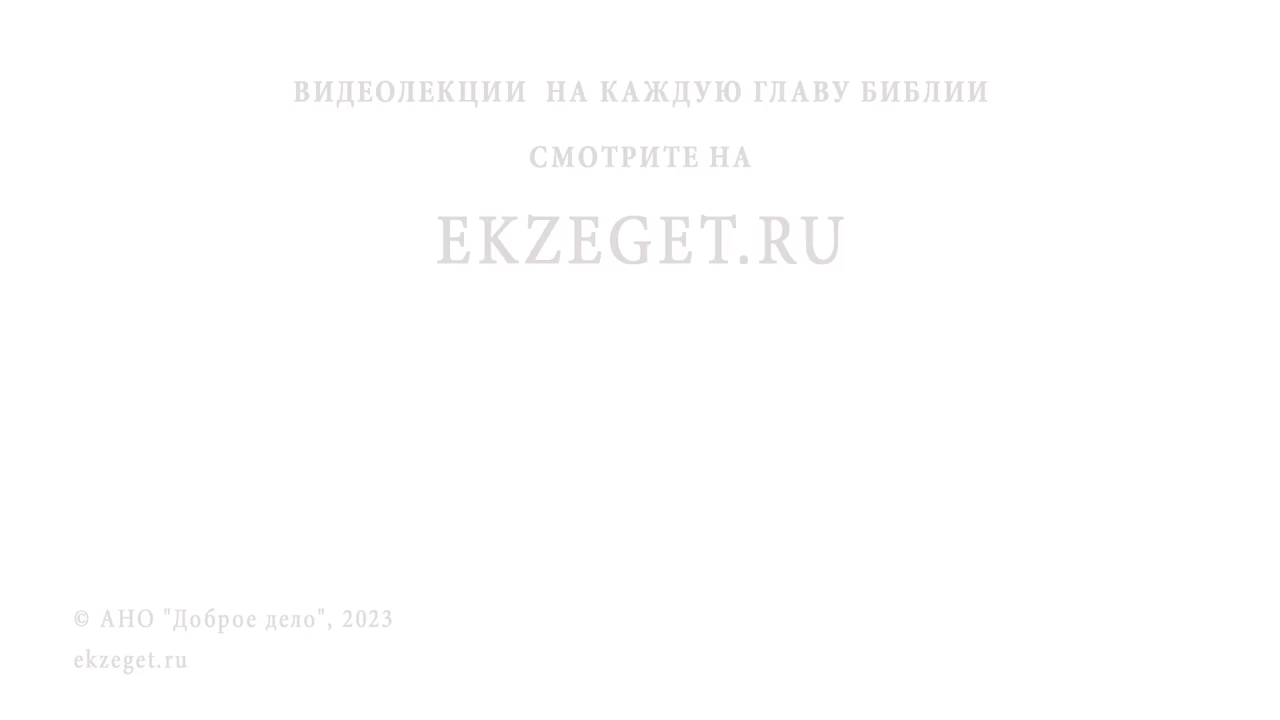 ВИДЕОЛЕКЦИИ НА КАЖДУЮ ГЛАВУ БИБЛИИ
СМОТРИТЕ НА
EKZEGET.RU
© АНО "Доброе дело", 2023
ekzeget.ru